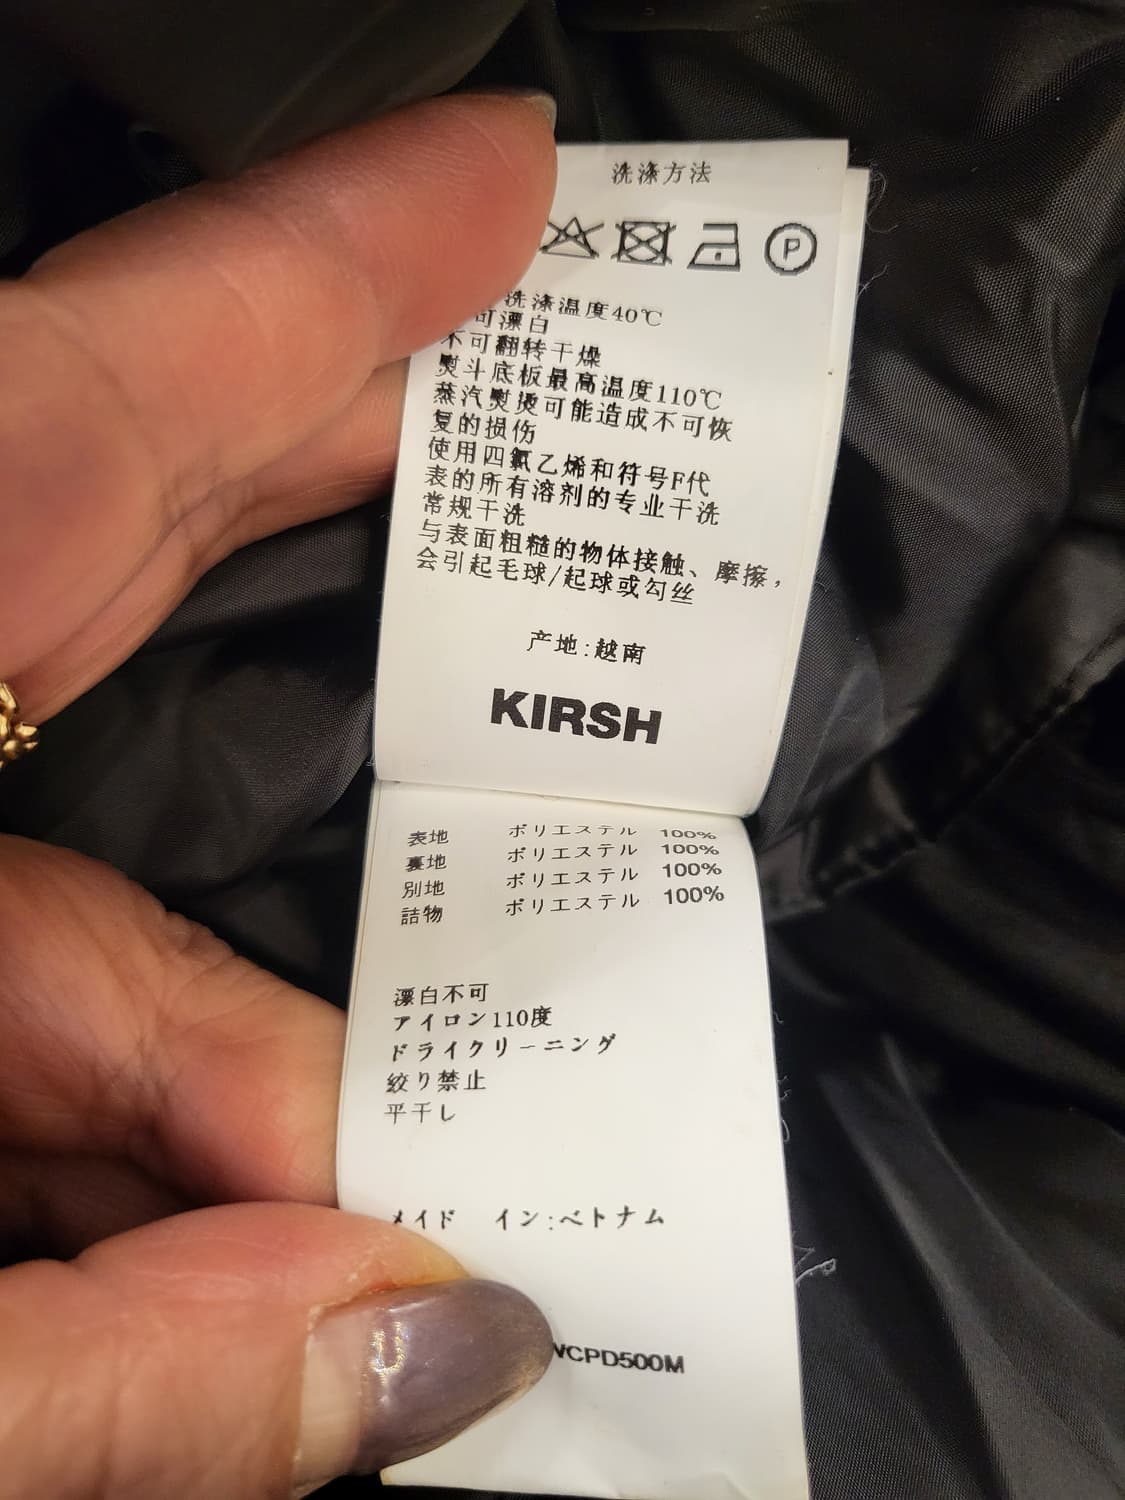 洗涤方法
P
洗涤温度40℃
可漂白
不可翻转干燥
熨斗底板最高温度110℃
蒸汽熨烫可能造成不可恢
复的损伤
使用四氯乙烯和符号F代
表的所有溶剂的专业干洗
常规干洗
与表面粗糙的物体接触、摩擦，
会引起毛球/起球或勾丝
产地:越南
KIRSH
表地 ポリエステル 100%
裏地 ポリエステル 100%
別地 ポリエステル 100%
詰物 ポリエステル 100%
漂白不可
アイロン110度
ドライクリーニング
絞り禁止
平干し
メイド イン:ベトナム
WCPD500M